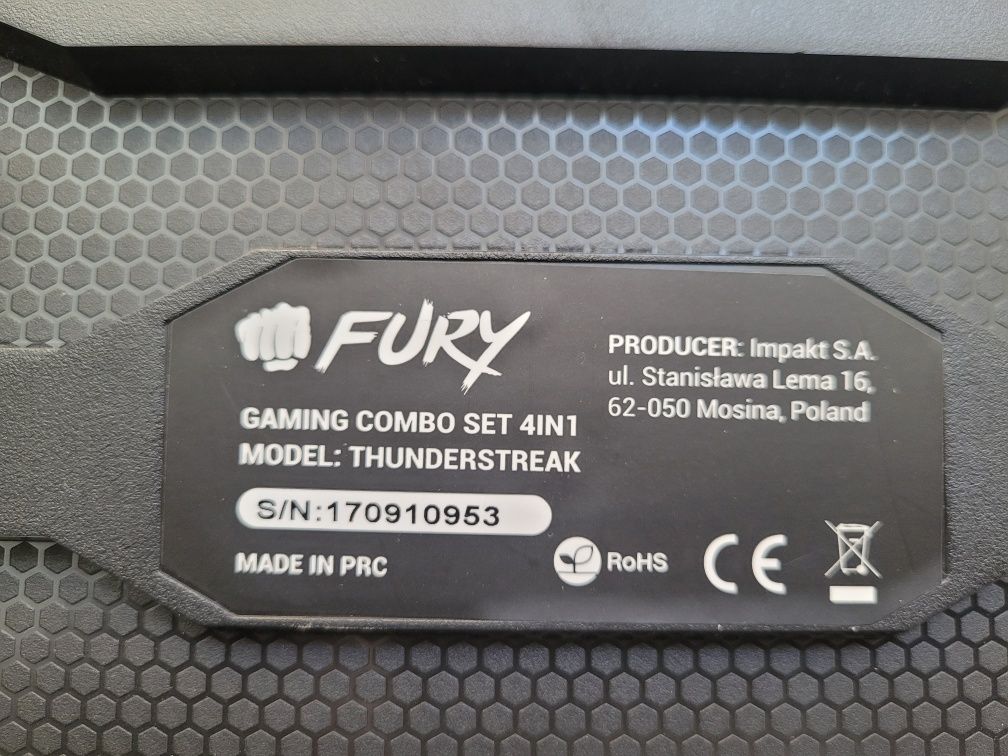 FURY
GAMING COMBO SET 4IN1
MODEL: THUNDERSTREAK
S/N:170910953
MADE IN PRC
PRODUCER: Impakt S.A.
ul. Stanisława Lema 16,
62-050 Mosina, Poland
RoHS
CE